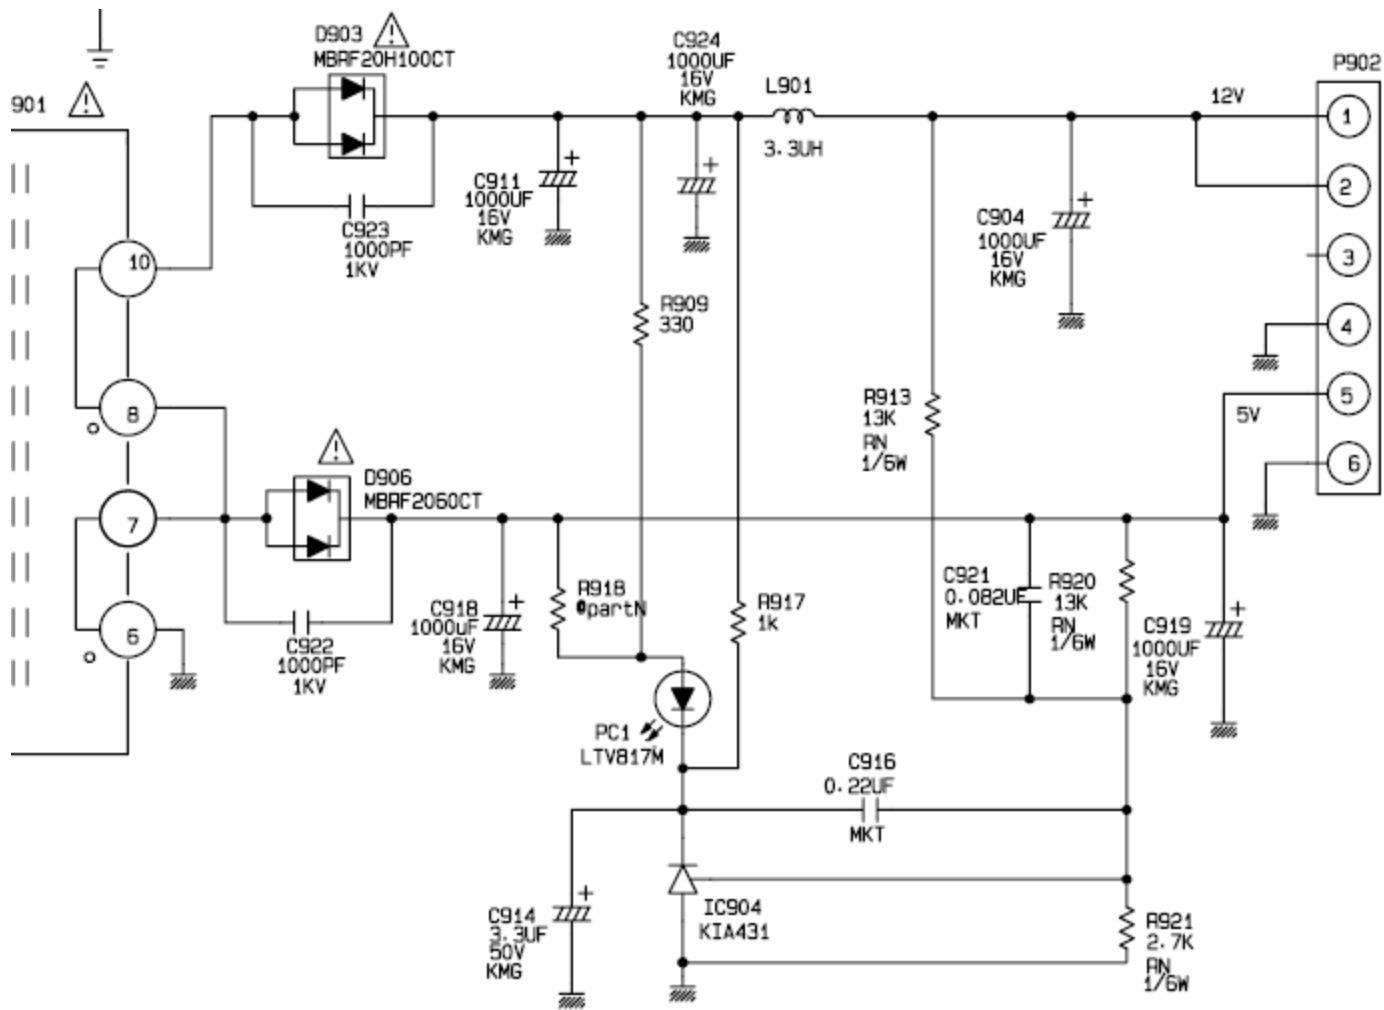 D903
MBRF20H100CT
C924
1000UF
16V
KMG
P902
901
L901
12V
1
3.3UH
C911
1000UF
16V
KMG
2
C923
1000PF
1KV
C904
1000UF
16V
KMG
10
3
R909
330
4
R913
13K
RN
1/6W
5
5V
8
6
D906
MBRF2060CT
7
C921
0.082UF
MKT
R920
13K
RN
1/6W
R918
@partN
R917
1k
C918
1000uF
16V
KMG
C919
1000UF
16V
KMG
6
C922
1000PF
1KV
PC1
LTV817M
C916
0.22UF
MKT
IC904
KIA431
C914
3.3UF
50V
KMG
R921
2.7K
RN
1/6W